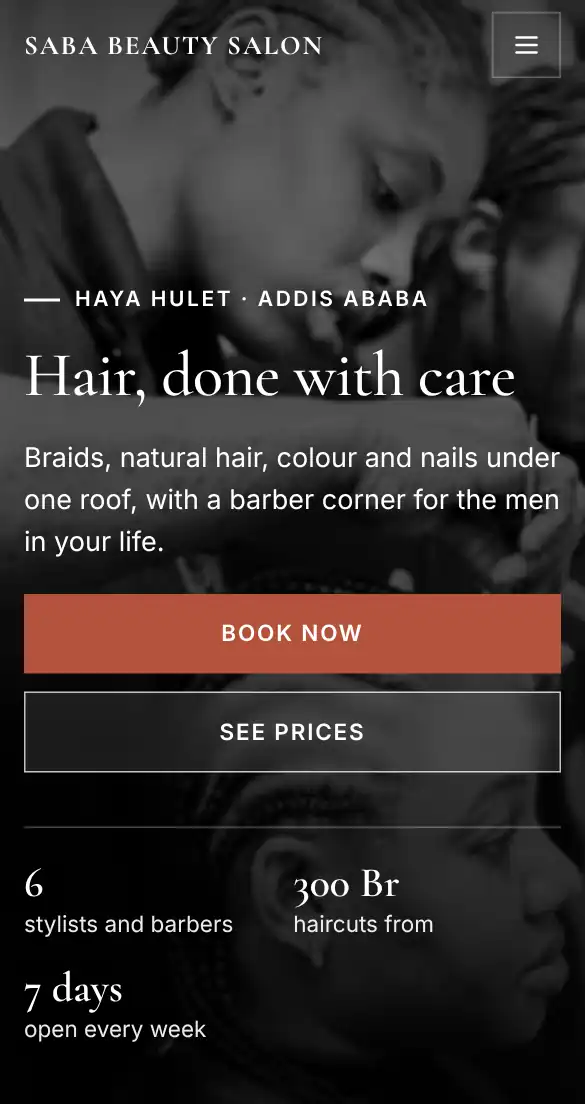 SABA BEAUTY SALON
HAYA HULET · ADDIS ABABA
Hair, done with care
Braids, natural hair, colour and nails under
one roof, with a barber corner for the men
in your life.
BOOK NOW
SEE PRICES
6
stylists and barbers
300 Br
haircuts from
7 days
open every week